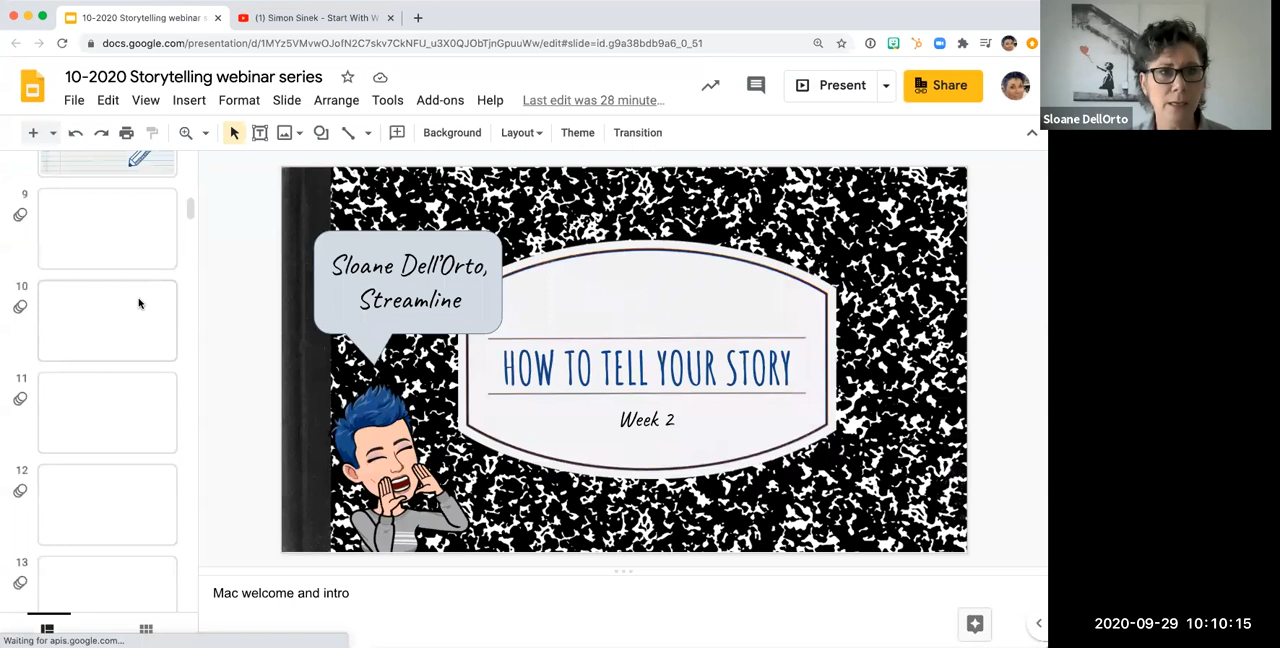 10-2020 Storytelling webinar s
(1) Simon Sinek - Start With W
docs.google.com/presentation/d/1MYz5VMvwOJofN2C7skv7CkNFU_u3X0QJObTjnGpuuWw/edit#slide=id.g9a38bdb9a6_0_51
10-2020 Storytelling webinar series
File Edit View Insert Format Slide Arrange Tools Add-ons Help Last edit was 28 minute...
Present
Share
Background Layout Theme Transition
Sloane DellOrto
9
10
11
12
13
Sloane Dell'Orto,
Streamline
HOW TO TELL YOUR STORY
Week 2
Mac welcome and intro
Waiting for apis.google.com...
2020-09-29 10:10:15